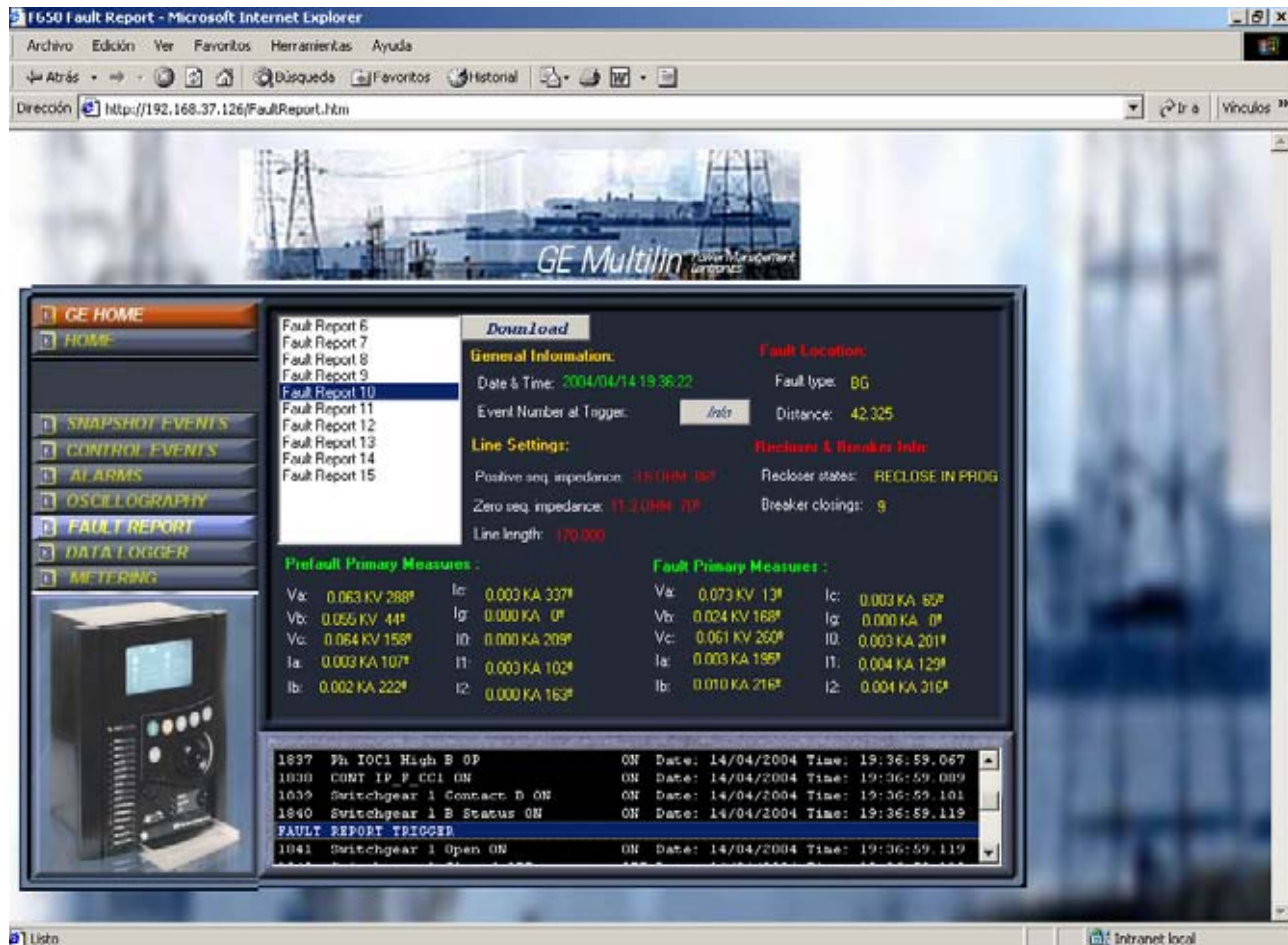 F650 Fault Report - Microsoft Internet Explorer
Archivo Edición Ver Favoritos Herramientas Ayuda
Atrás Búsqueda Favoritos Historial
Dirección http://192.168.37.126/FaultReport.htm Ir a Vínculos
GE Multilin Power Management
GE HOME
HOME
SNAPSHOT EVENTS
CONTROL EVENTS
ALARMS
OSCILLOGRAPHY
FAULT REPORT
DATA LOGGER
METERING
Fault Report 6
Fault Report 7
Fault Report 8
Fault Report 9
Fault Report 10
Fault Report 11
Fault Report 12
Fault Report 13
Fault Report 14
Fault Report 15
Download
General Information:
Date & Time: 2004/04/14 19:36:22
Event Number at Trigger: Info
Line Settings:
Positive seq. impedance:
Zero seq. impedance: 11.2 OHM 70º
Line length: 170.000
Fault Location:
Fault type: BG
Distance: 42.325
Recloser & Breaker Info:
Recloser states: RECLOSE IN PROG
Breaker closings: 9
Prefault Primary Measures :
Va: 0.063 KV 288º Ic: 0.003 KA 337º
Vb: 0.055 KV 44º Ig: 0.000 KA 0º
Vc: 0.064 KV 158º I0: 0.000 KA 209º
Ia: 0.003 KA 107º I1: 0.003 KA 102º
Ib: 0.002 KA 222º I2: 0.000 KA 163º
Fault Primary Measures :
Va: 0.073 KV 13º Ic: 0.003 KA 65º
Vb: 0.024 KV 168º Ig: 0.000 KA 0º
Vc: 0.061 KV 260º I0: 0.003 KA 201º
Ia: 0.003 KA 195º I1: 0.004 KA 129º
Ib: 0.010 KA 216º I2: 0.004 KA 316º
1837 Ph IOC1 High B OP ON Date: 14/04/2004 Time: 19:36:59.067
1838 CONT IP_F_CC1 ON ON Date: 14/04/2004 Time: 19:36:59.089
1839 Switchgear 1 Contact B ON ON Date: 14/04/2004 Time: 19:36:59.101
1840 Switchgear 1 B Status ON ON Date: 14/04/2004 Time: 19:36:59.119
FAULT REPORT TRIGGER
1841 Switchgear 1 Open ON ON Date: 14/04/2004 Time: 19:36:59.119
Listo Intranet local